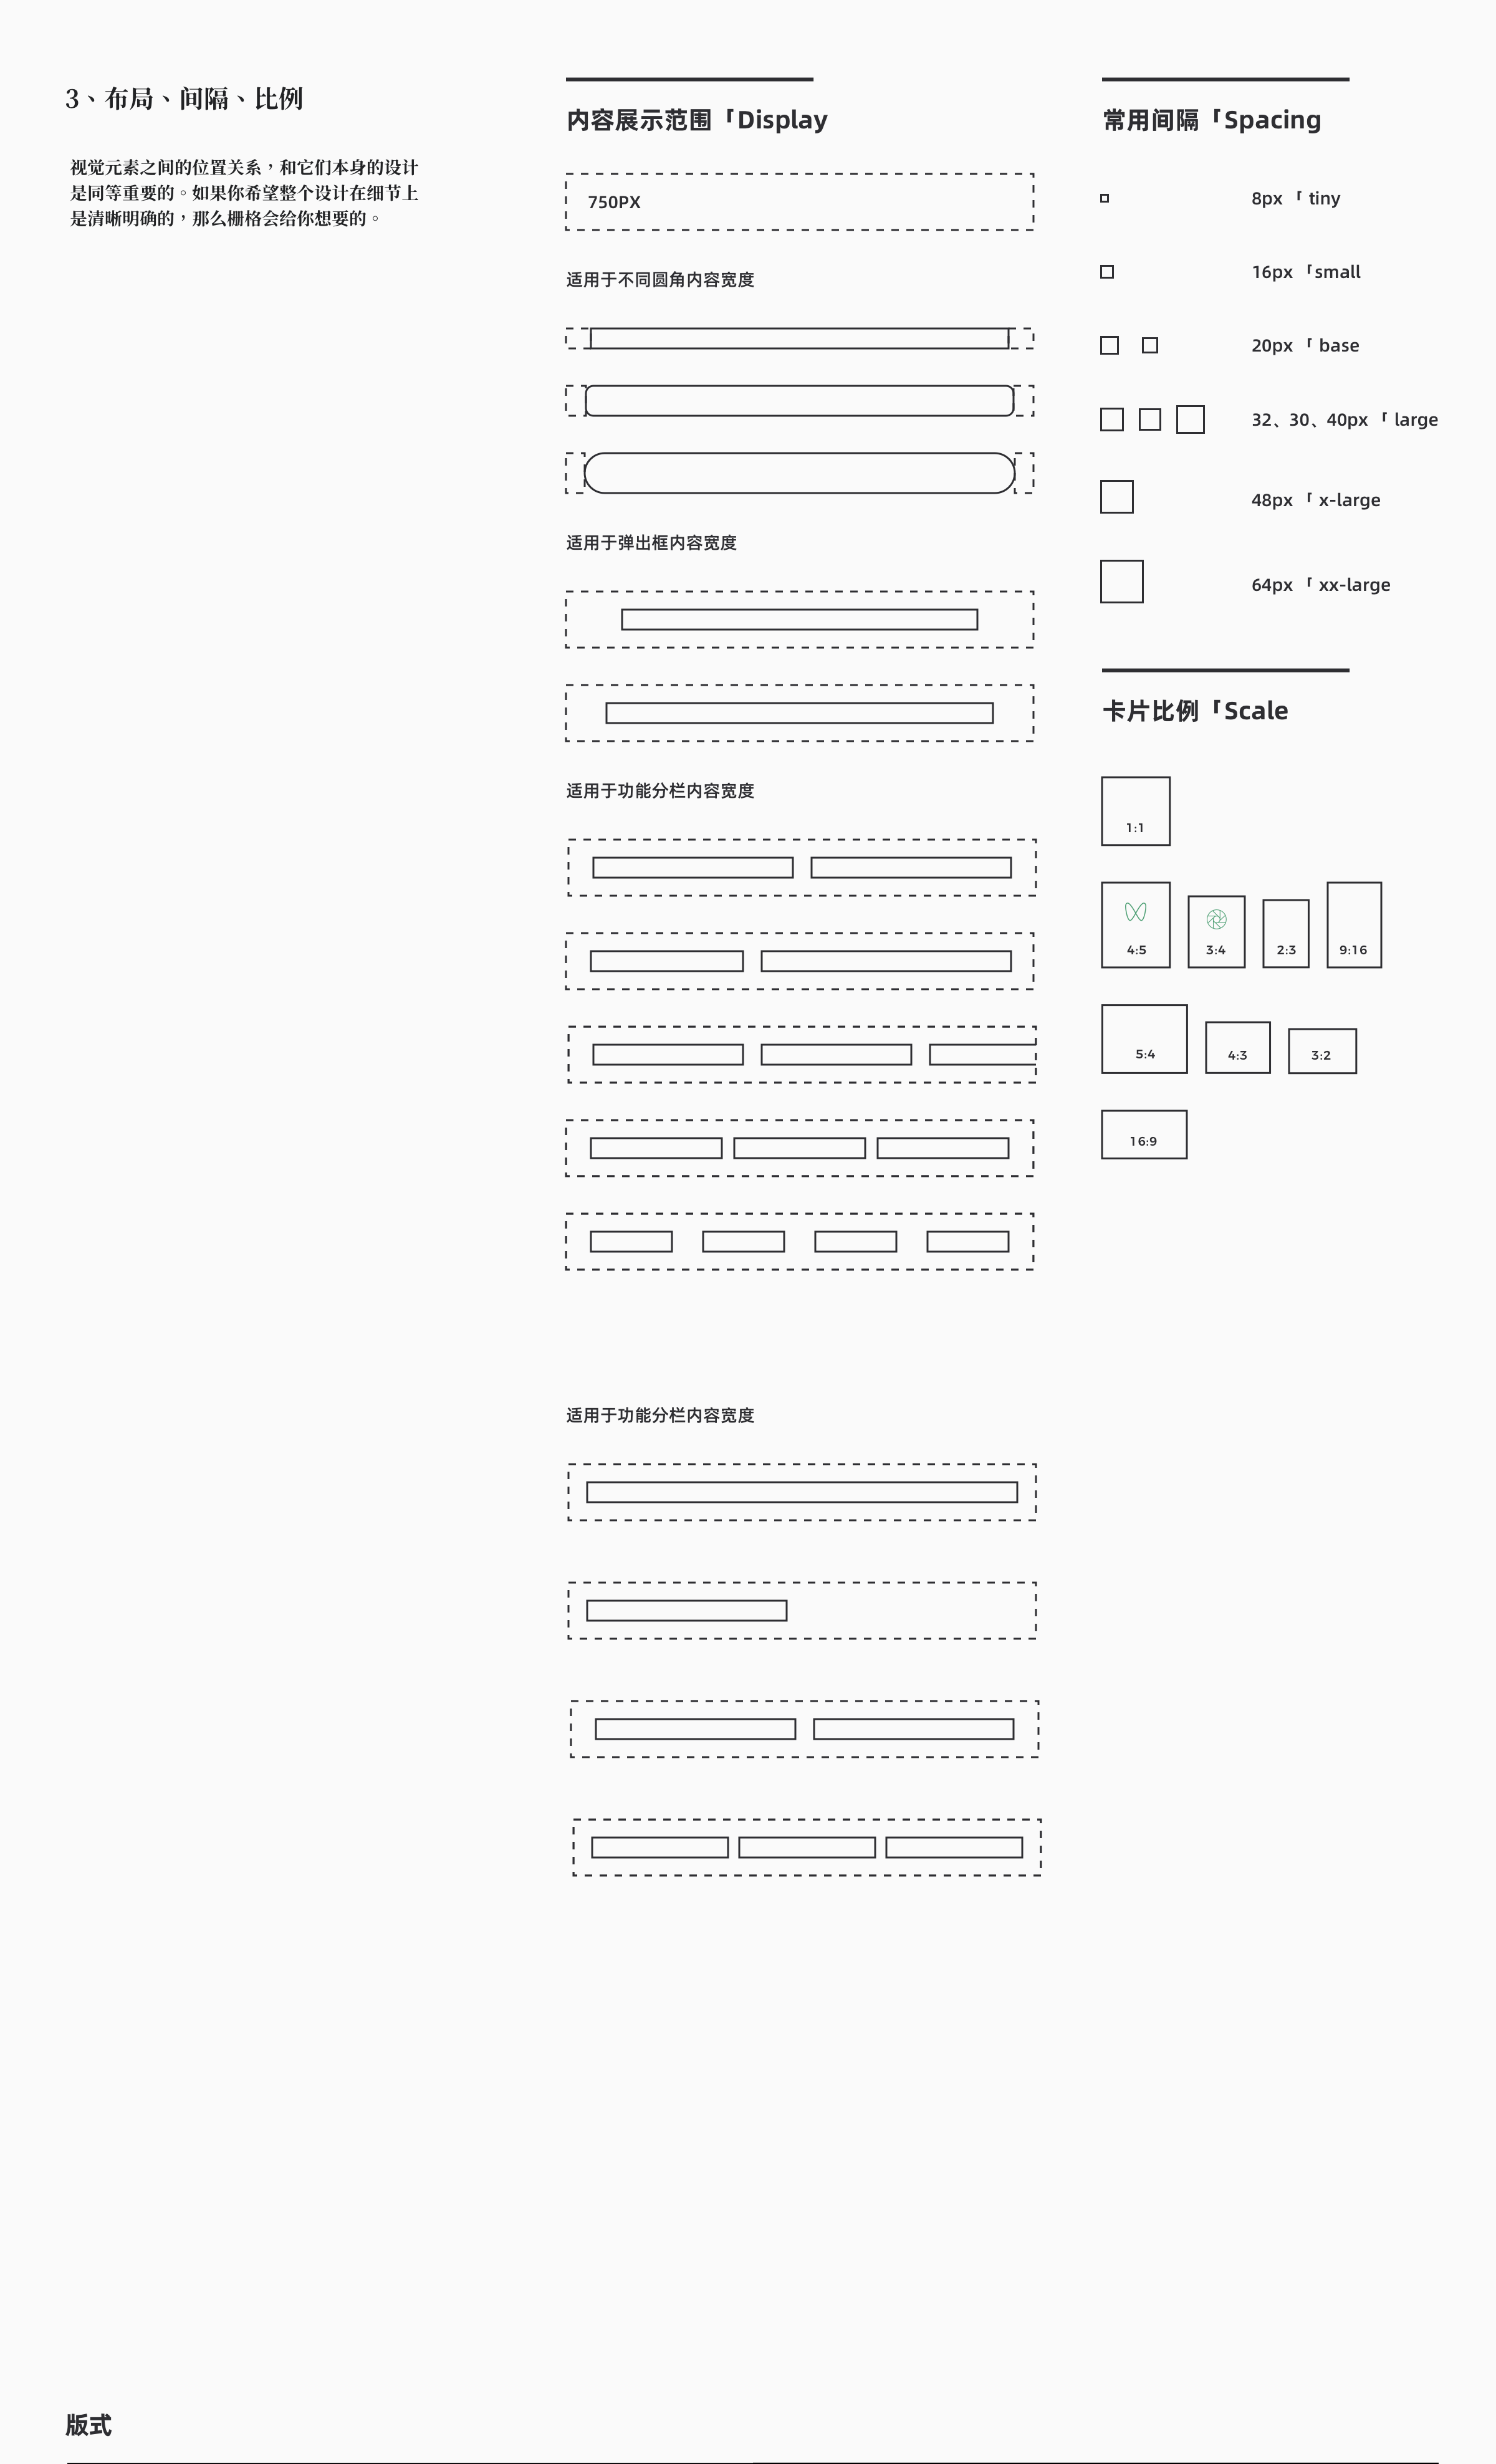 3、布局、间隔、比例
视觉元素之间的位置关系，和它们本身的设计
是同等重要的。如果你希望整个设计在细节上
是清晰明确的，那么栅格会给你想要的。
内容展示范围「Display
750PX
适用于不同圆角内容宽度
适用于弹出框内容宽度
适用于功能分栏内容宽度
适用于功能分栏内容宽度
常用间隔「Spacing
8px 「 tiny
16px 「small
20px 「 base
32、30、40px 「 large
48px 「 x-large
64px 「 xx-large
卡片比例「Scale
1:1
4:5 3:4 2:3 9:16
5:4 4:3 3:2
16:9
版式